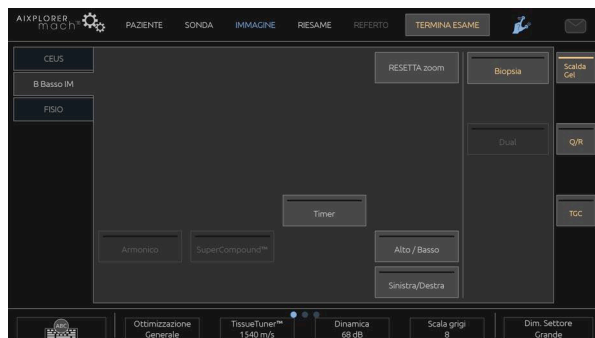 AIXPLORER
mach™
PAZIENTE SONDA IMMAGINE RIESAME REFERTO TERMINA ESAME
CEUS
B Basso IM
FISIO
RESETTA zoom
Biopsia
Scalda
Gel
Dual
Q/R
Timer
TGC
Armonico
SuperCompound™
Alto / Basso
Sinistra/Destra
ABC
Ottimizzazione
Generale
TissueTuner™
1540 m/s
Dinamica
68 dB
Scala grigi
8
Dim. Settore
Grande